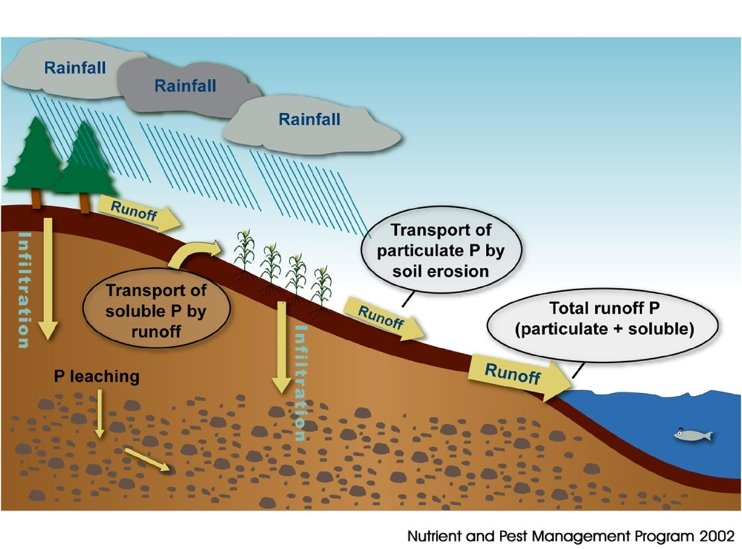 Rainfall
Rainfall
Rainfall
Runoff
Infiltration
Transport of
soluble P by
runoff
Transport of
particulate P by
soil erosion
Runoff
Infiltration
Total runoff P
(particulate + soluble)
Runoff
P leaching
Nutrient and Pest Management Program 2002